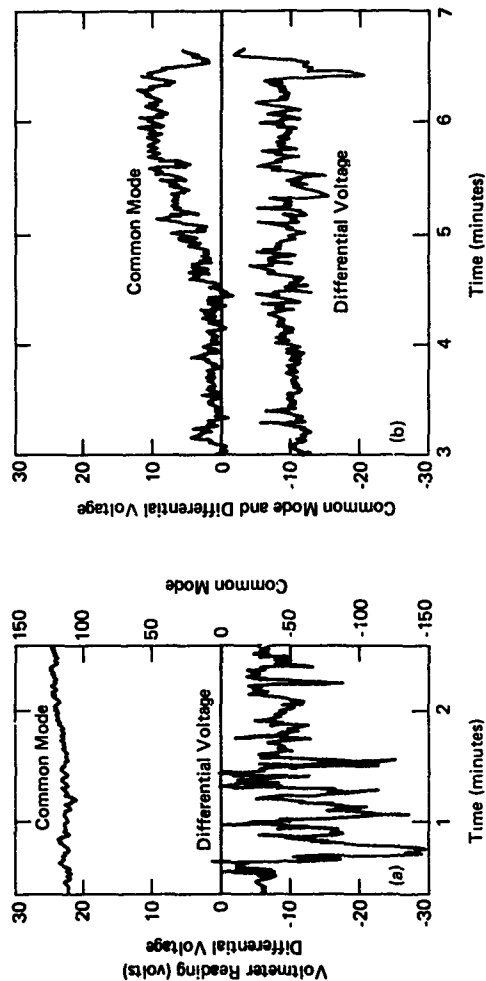 Voltmeter Reading (volts)
Differential Voltage
30
20
10
0
-10
-20
-30
Common Mode
Differential Voltage
(a)
1
2
Time (minutes)
150
100
50
0
-50
-100
-150
Common Mode
Common Mode and Differential Voltage
30
20
10
0
-10
-20
-30
Common Mode
Differential Voltage
(b)
3
4
5
6
7
Time (minutes)